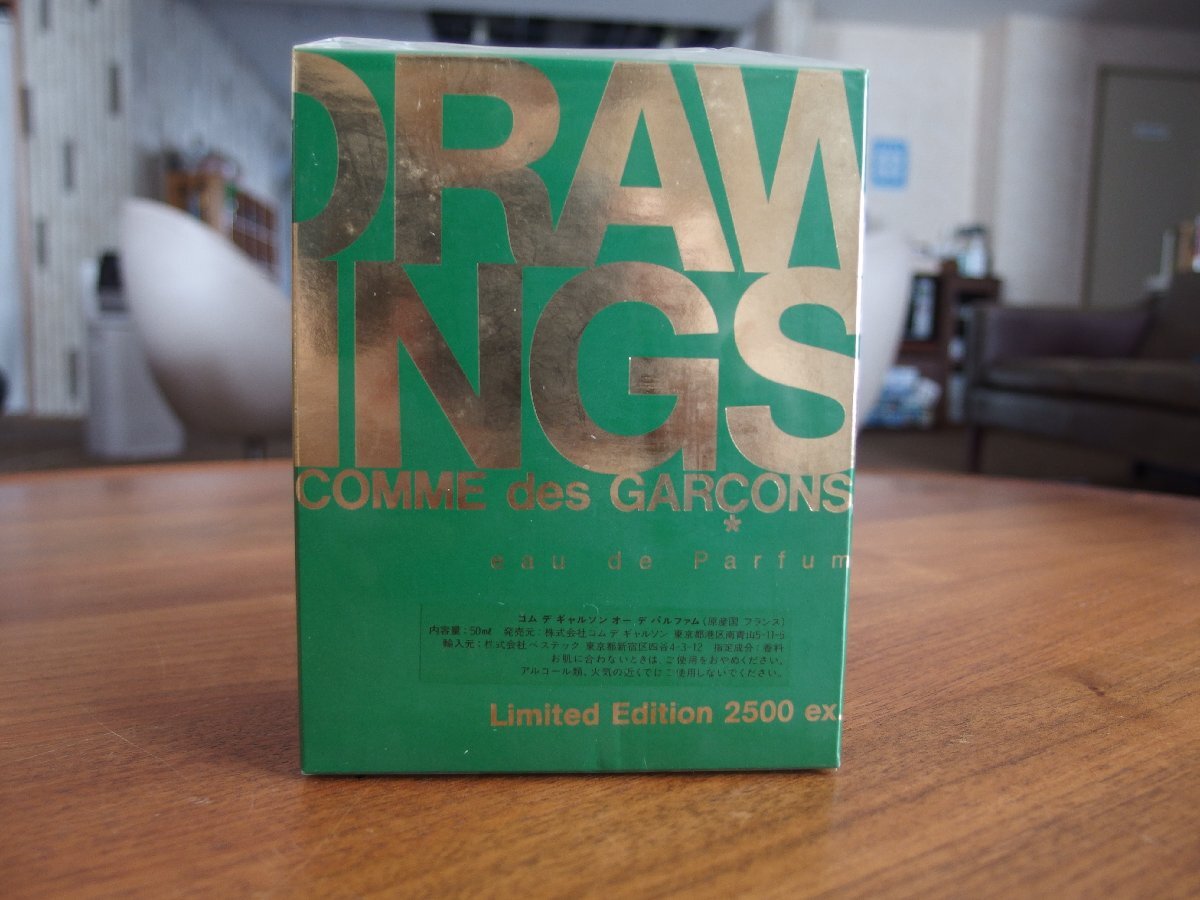 DRAW
INGS
COMME des GARÇONS
*
eau de Parfum
コム デ ギャルソン オー デ パルファム (原産国 フランス)
内容量:50ml 発売元:株式会社コム デ ギャルソン 東京都港区南青山5-11-5
輸入元:株式会社ベステック 東京都新宿区四谷4-3-12 指定成分:香料
お肌に合わないときは、ご使用をおやめください。
アルコール類、火気の近くではご使用しないでください。
Limited Edition 2500 ex.